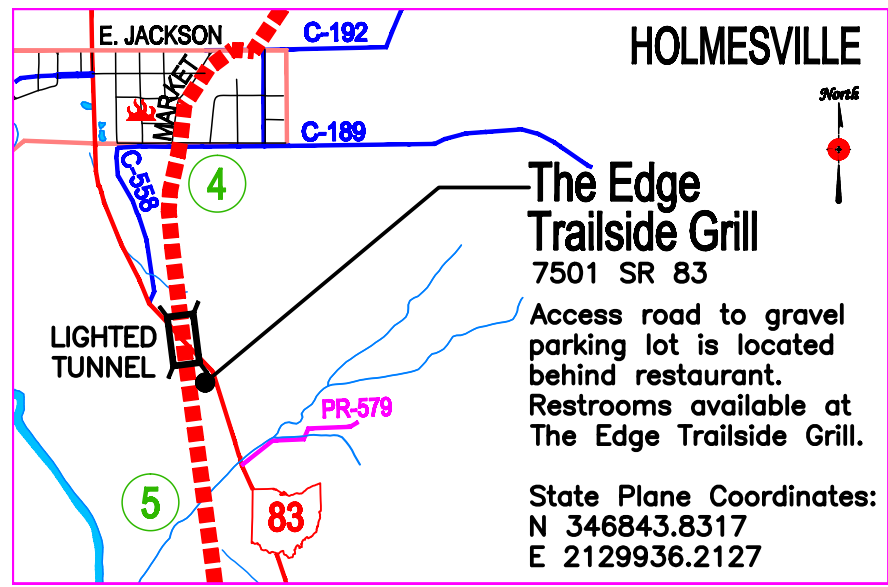 HOLMESVILLE
E. JACKSON
C-192
MARKET
North
C-189
C-558
4
The Edge
Trailside Grill
7501 SR 83
Access road to gravel
parking lot is located
behind restaurant.
Restrooms available at
The Edge Trailside Grill.
LIGHTED
TUNNEL
PR-579
5
83
State Plane Coordinates:
N 346843.8317
E 2129936.2127